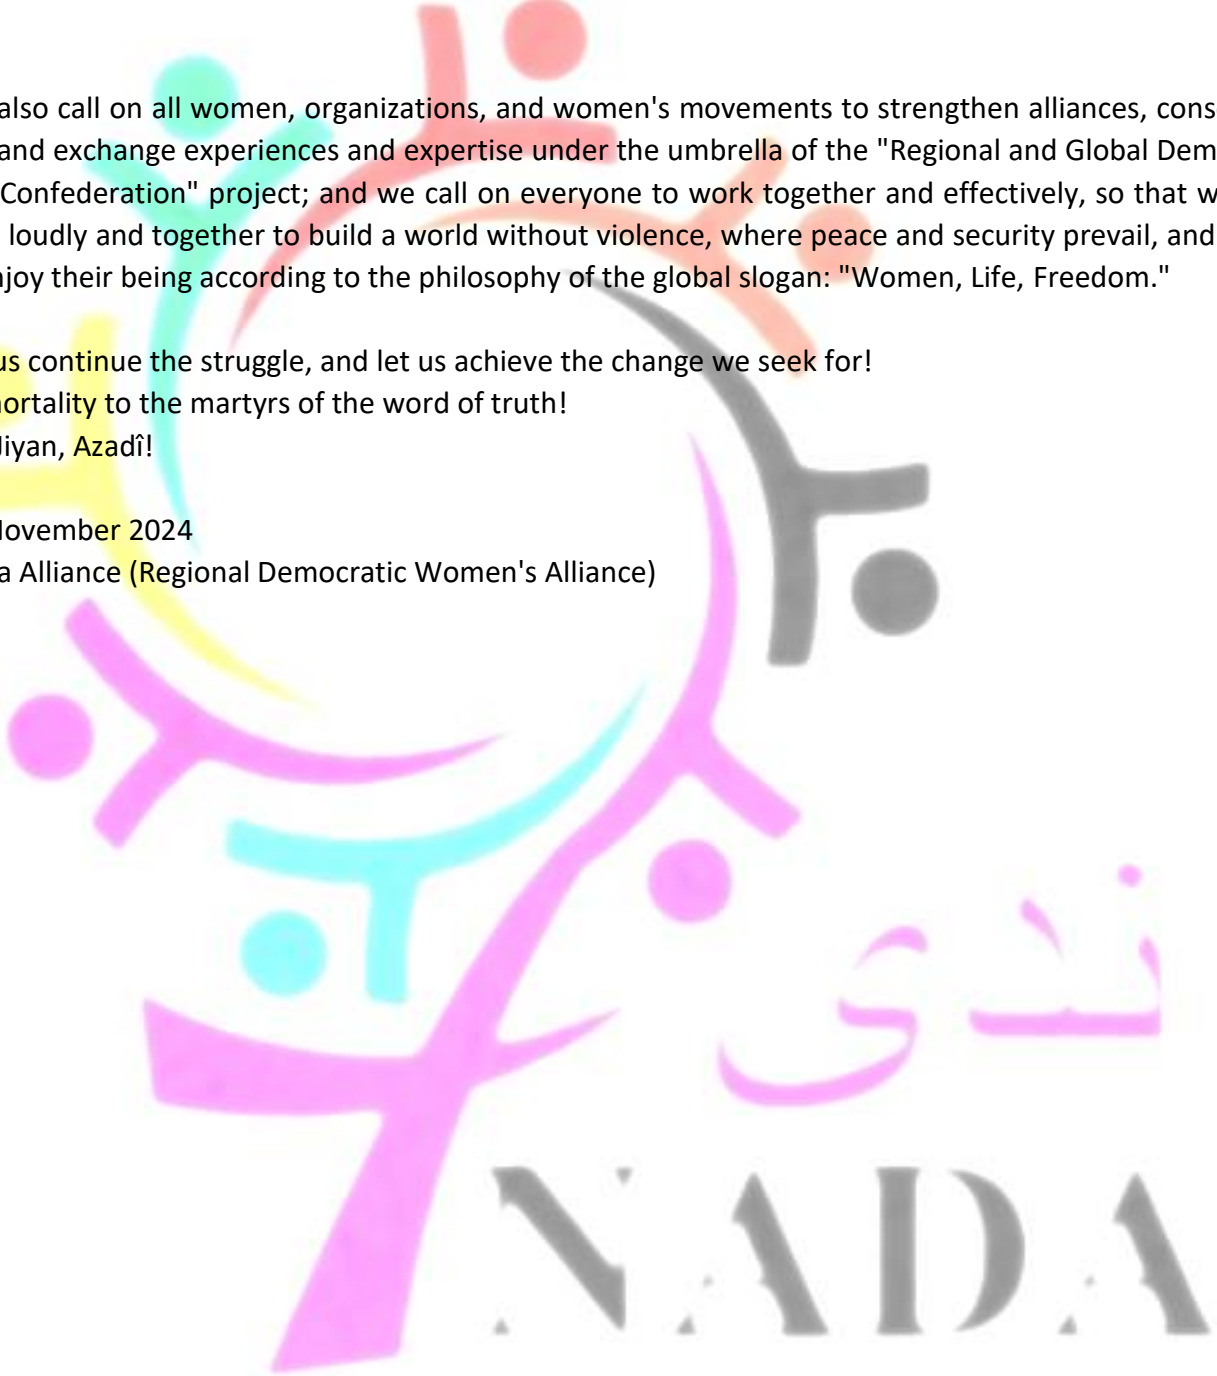 also call on all women, organizations, and women's movements to strengthen alliances, cons
and exchange experiences and expertise under the umbrella of the "Regional and Global Dem
Confederation" project; and we call on everyone to work together and effectively, so that w
loudly and together to build a world without violence, where peace and security prevail, and
njoy their being according to the philosophy of the global slogan: "Women, Life, Freedom."
us continue the struggle, and let us achieve the change we seek for!
nortality to the martyrs of the word of truth!
Jiyan, Azadî!
November 2024
a Alliance (Regional Democratic Women's Alliance)
ندى
NADA